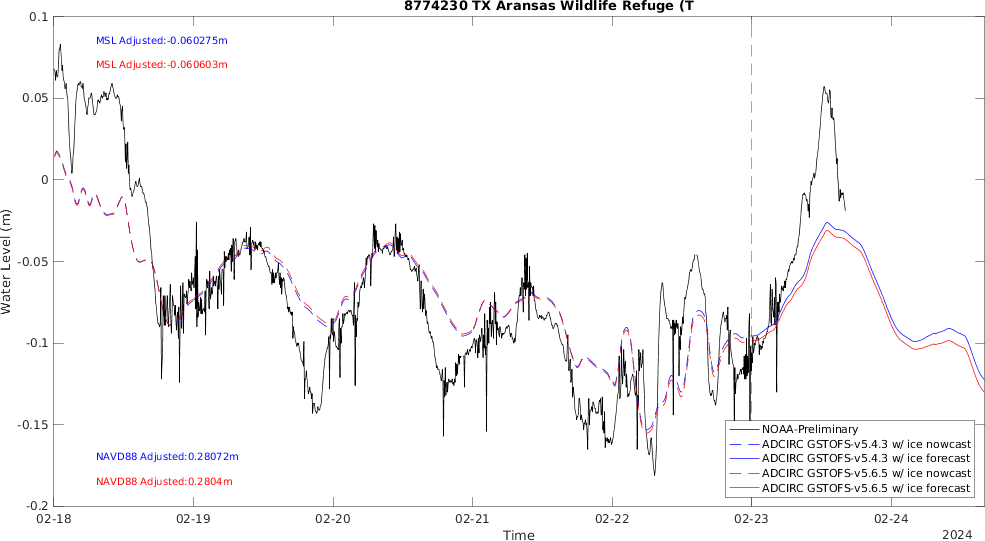 8774230 TX Aransas Wildlife Refuge (T
0.1
0.05
0
-0.05
-0.1
-0.15
-0.2
Water Level (m)
MSL Adjusted:-0.060275m
MSL Adjusted:-0.060603m
NAVD88 Adjusted:0.28072m
NAVD88 Adjusted:0.2804m
NOAA-Preliminary
ADCIRC GSTOFS-v5.4.3 w/ ice nowcast
ADCIRC GSTOFS-v5.4.3 w/ ice forecast
ADCIRC GSTOFS-v5.6.5 w/ ice nowcast
ADCIRC GSTOFS-v5.6.5 w/ ice forecast
02-18 02-19 02-20 02-21 02-22 02-23 02-24
Time
2024